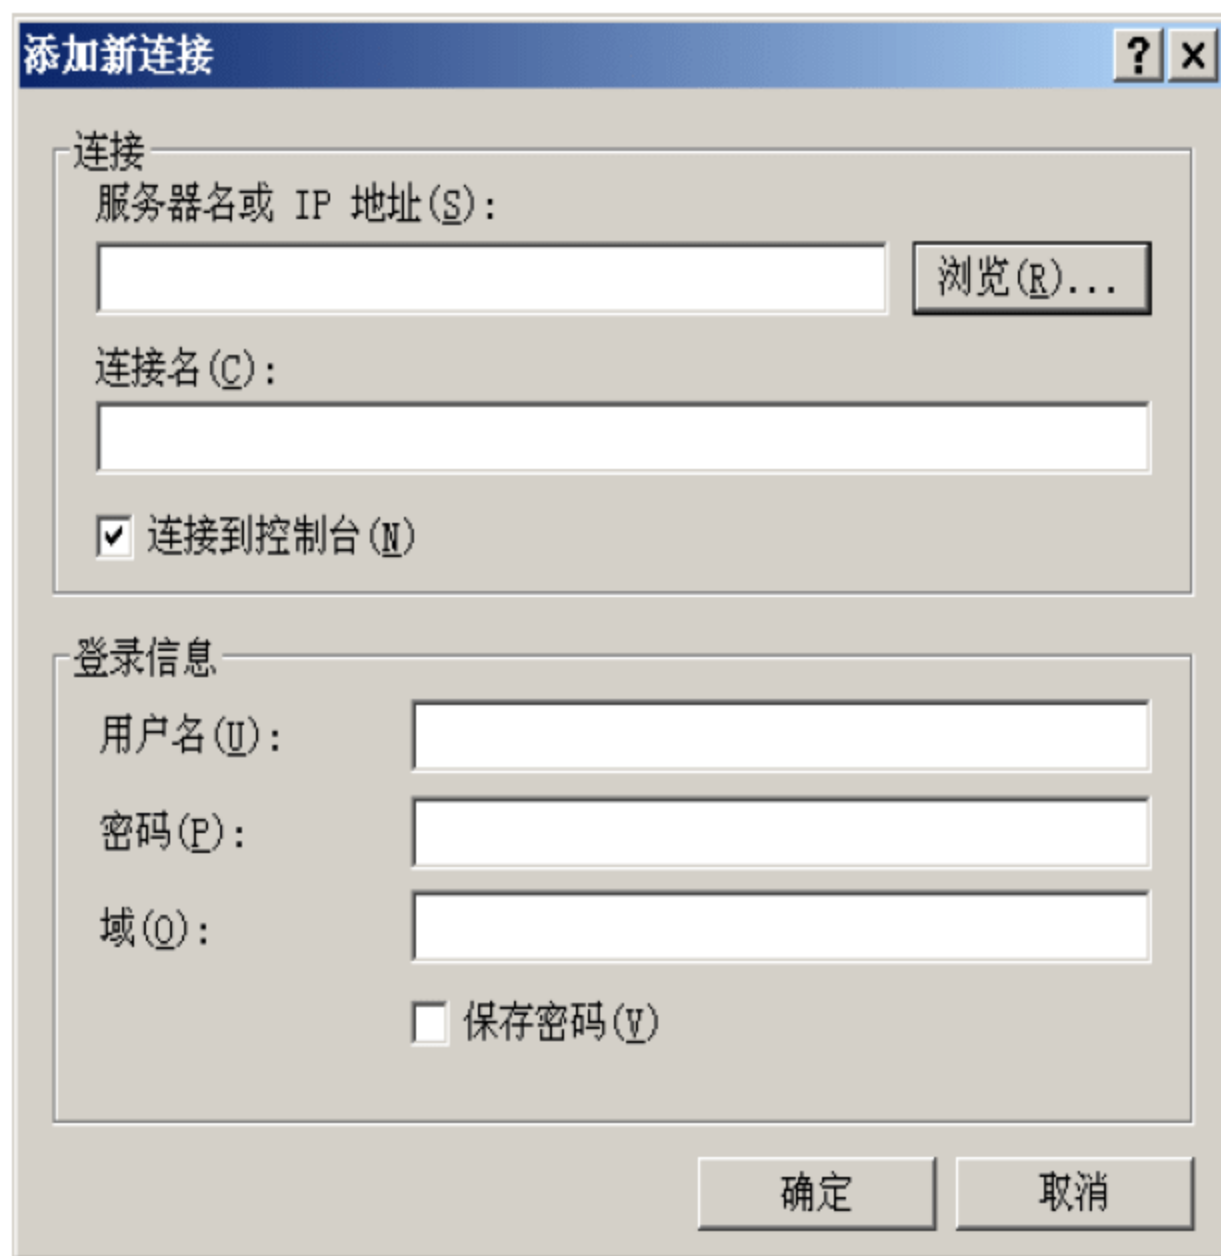 添加新连接
连接
服务器名或 IP 地址(S):
浏览(R)...
连接名(C):
连接到控制台(N)
登录信息
用户名(U):
密码(P):
域(O):
保存密码(V)
确定 取消